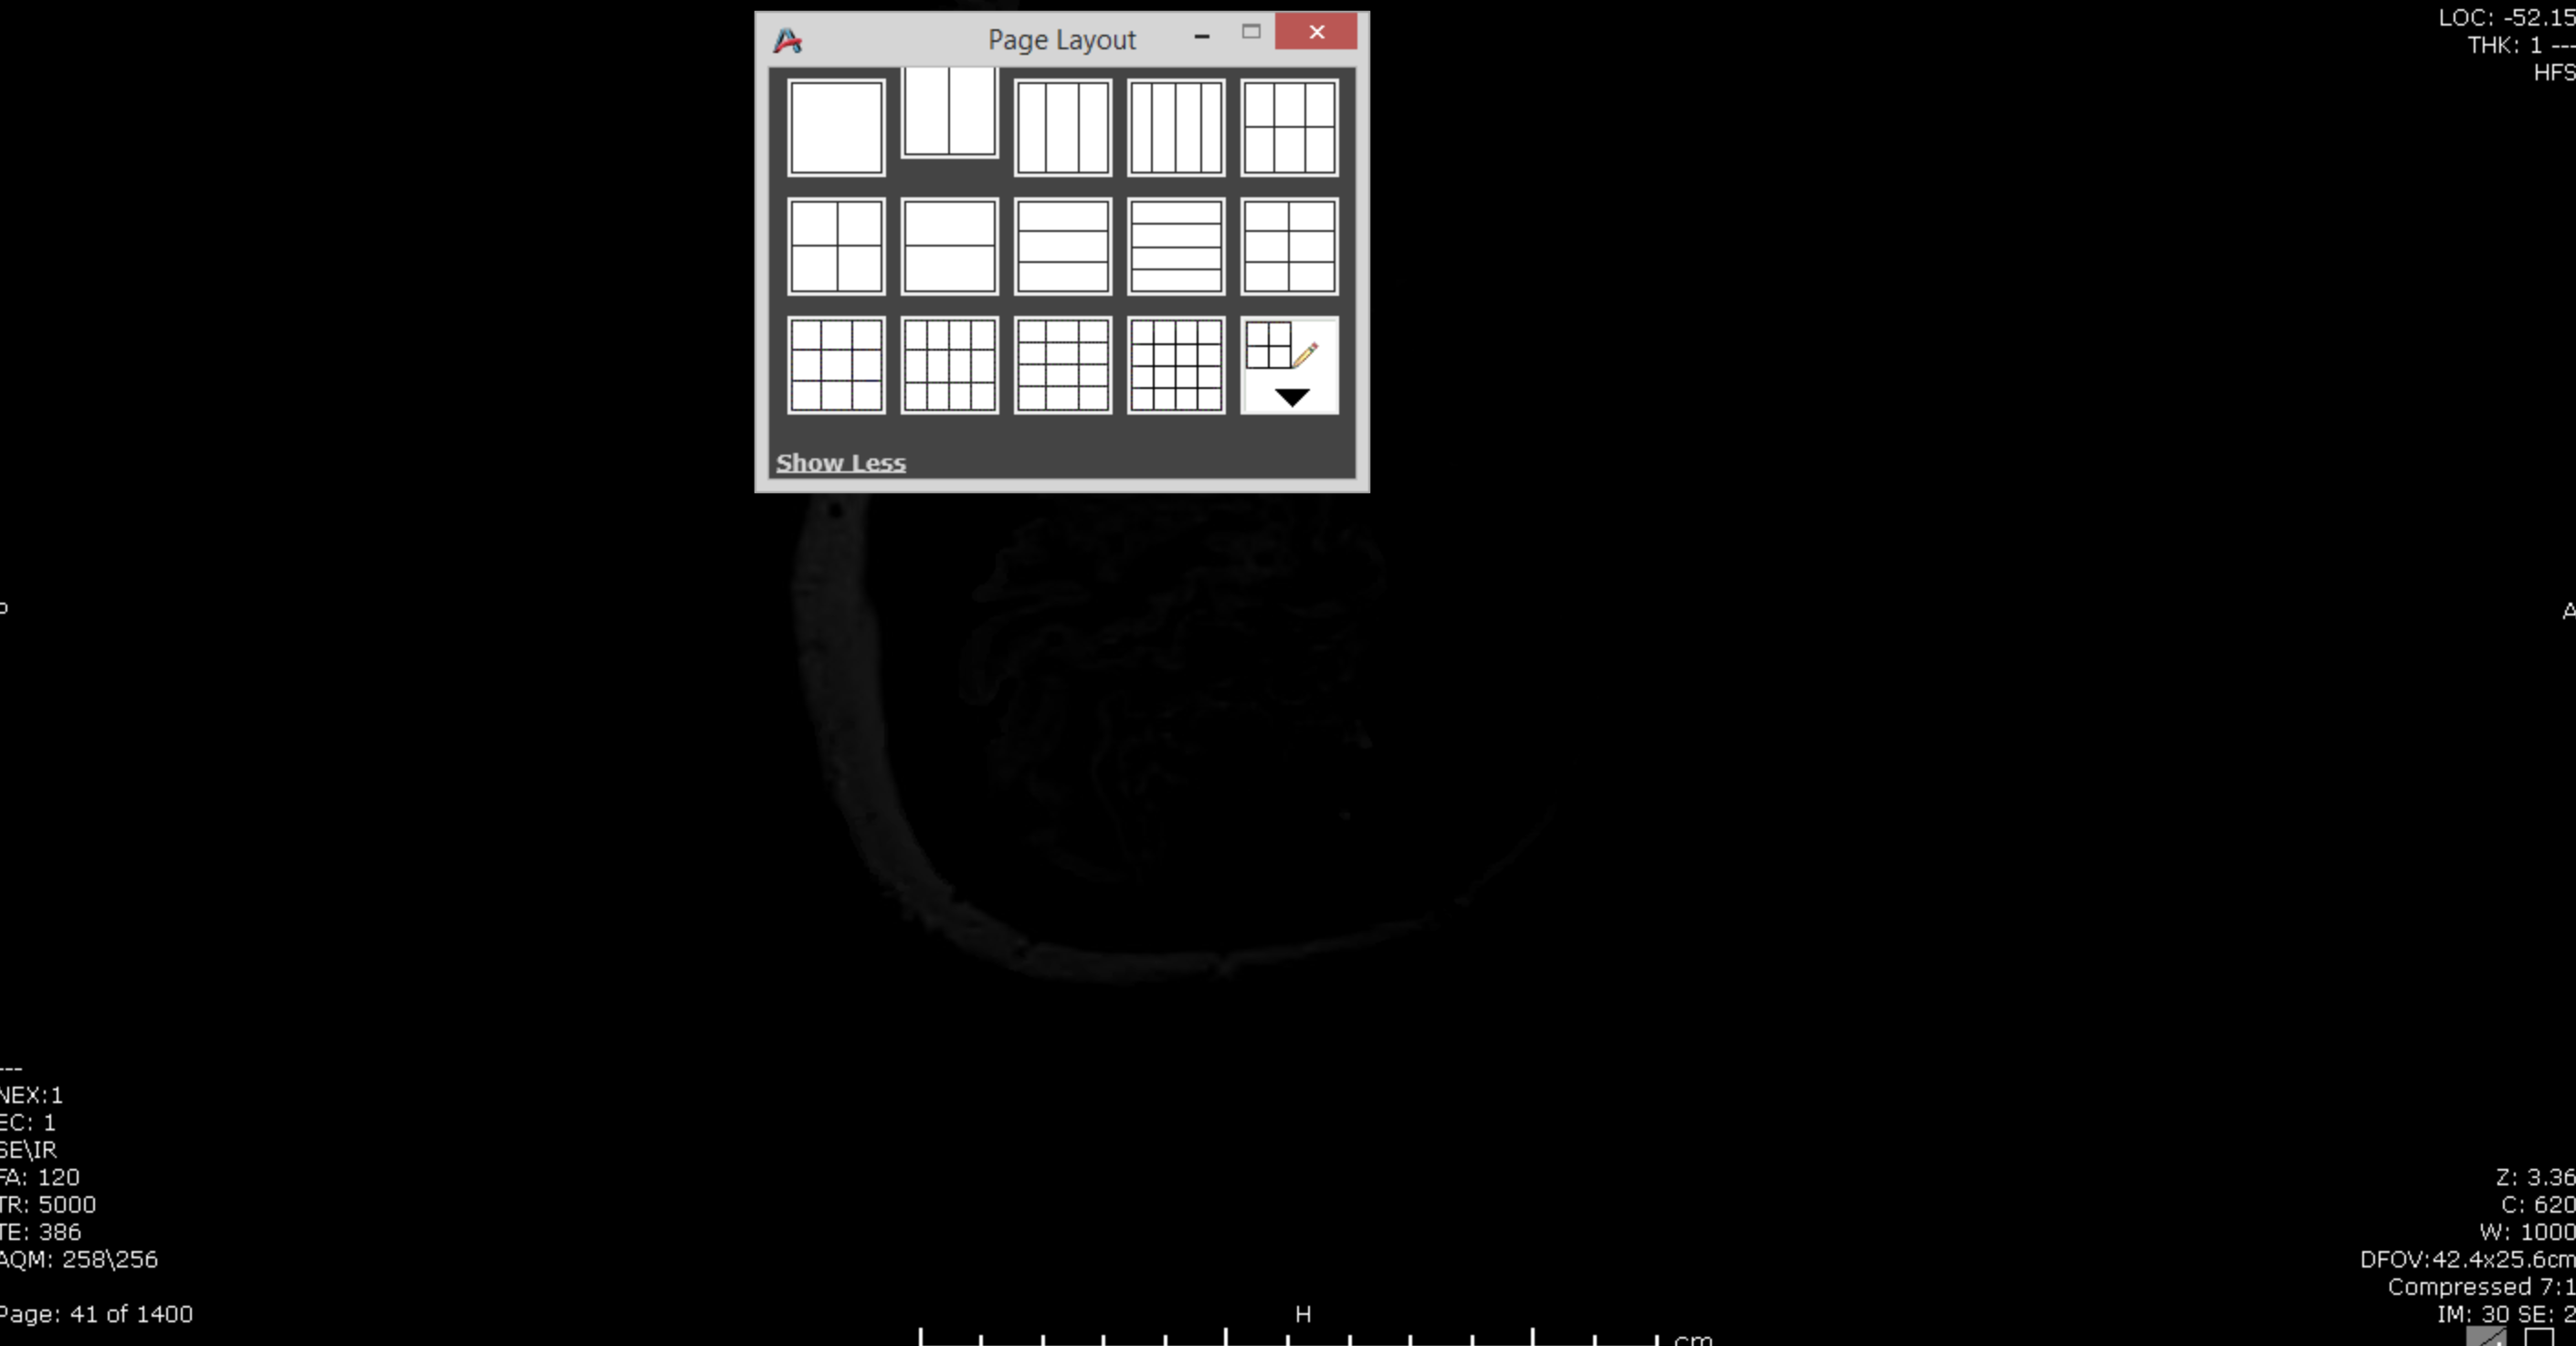 Page Layout
LOC: -52.15
THK: 1 ---
HFS
Show Less
A
---
NEX:1
EC: 1
SE\IR
FA: 120
TR: 5000
TE: 386
AQM: 258\256
Page: 41 of 1400
Z: 3.36
C: 620
W: 1000
DFOV:42.4x25.6cm
Compressed 7:1
IM: 30 SE: 2
H
cm